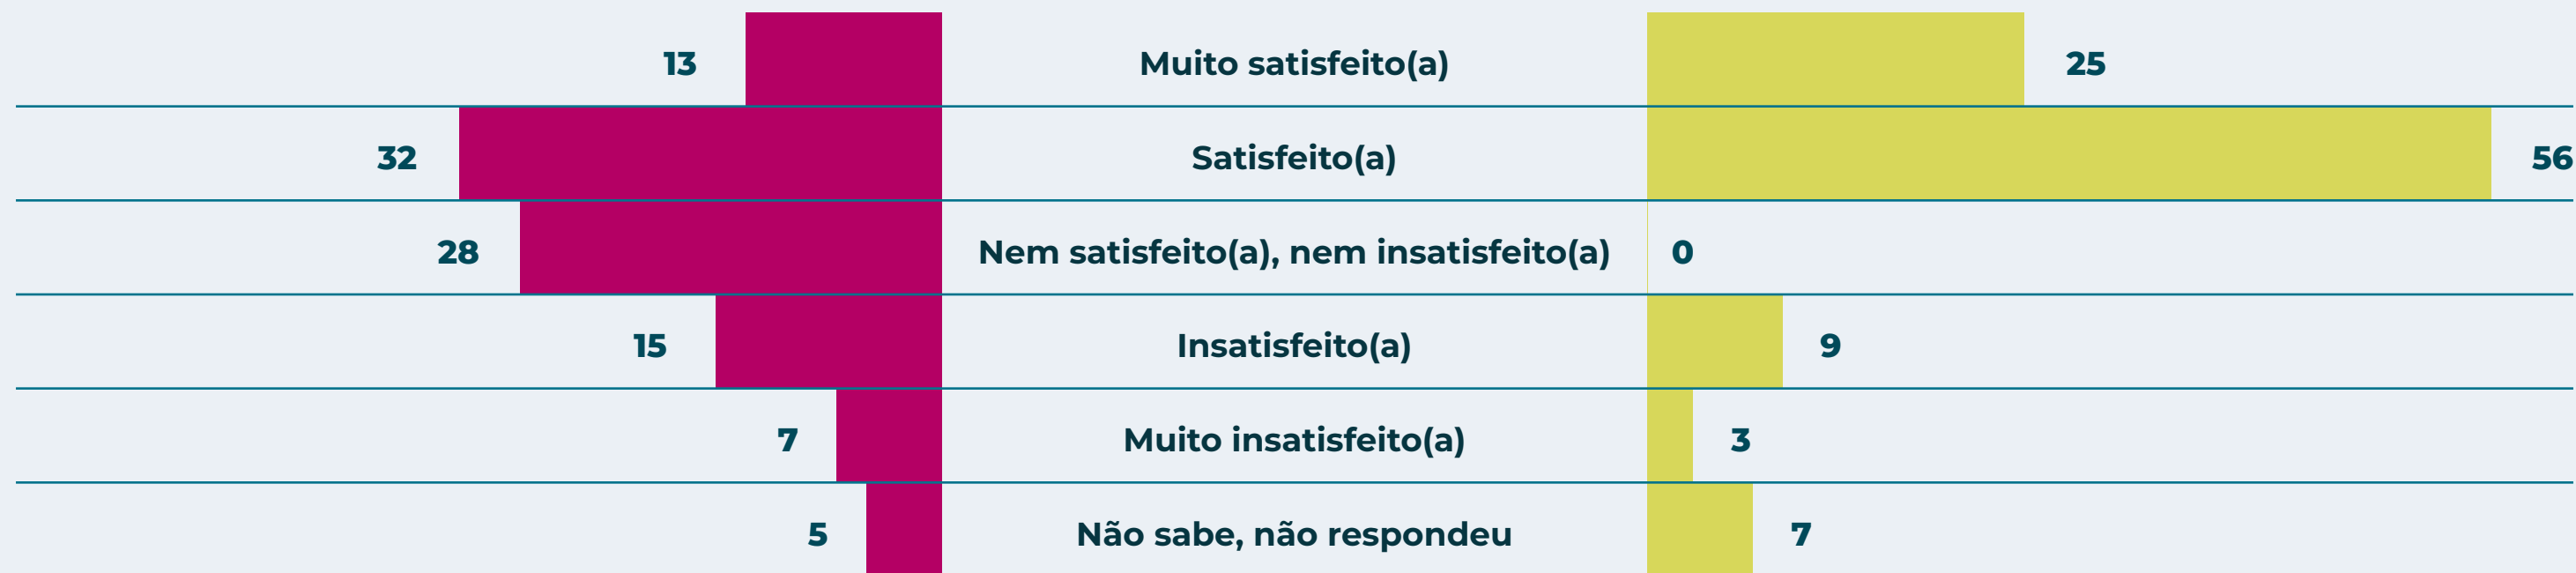 13 Muito satisfeito(a) 25
32 Satisfeito(a) 56
28 Nem satisfeito(a), nem insatisfeito(a) 0
15 Insatisfeito(a) 9
7 Muito insatisfeito(a) 3
5 Não sabe, não respondeu 7